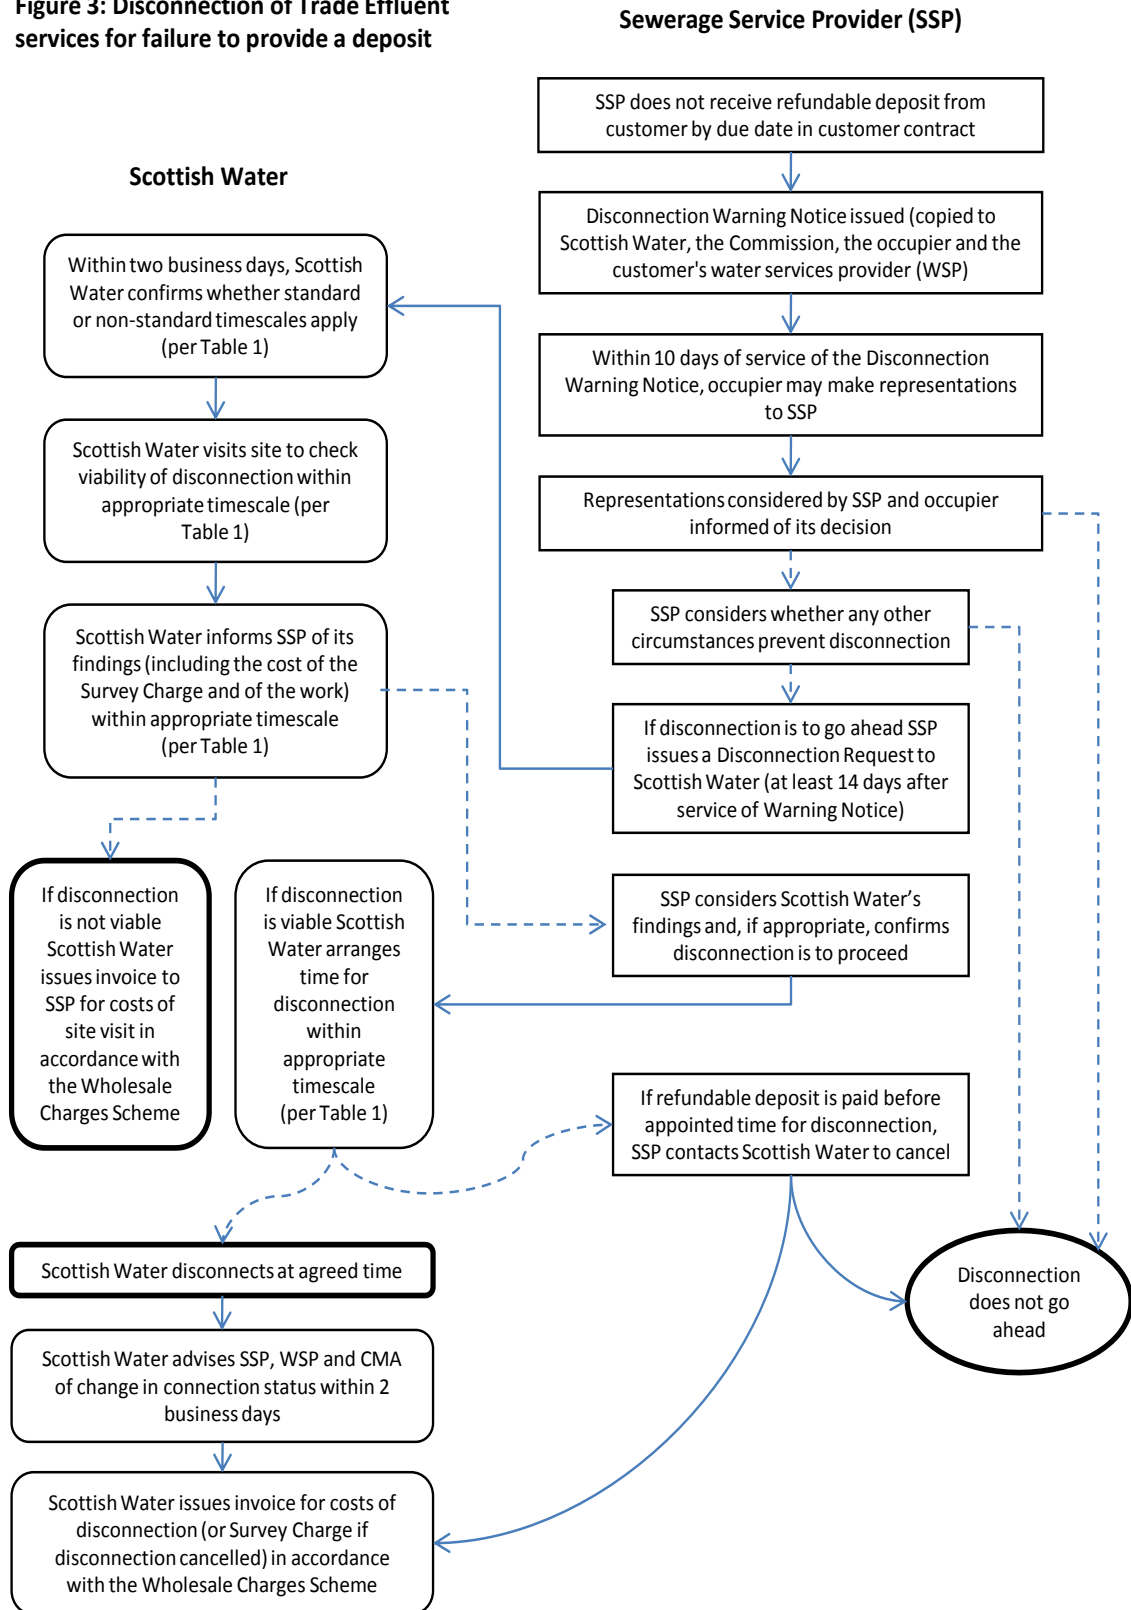 Figure 3: Disconnection of Trade Effluent
services for failure to provide a deposit
Sewerage Service Provider (SSP)
SSP does not receive refundable deposit from
customer by due date in customer contract
Scottish Water
Disconnection Warning Notice issued (copied to
Scottish Water, the Commission, the occupier and the
customer's water services provider (WSP)
Within two business days, Scottish
Water confirms whether standard
or non-standard timescales apply
(per Table 1)
Within 10 days of service of the Disconnection
Warning Notice, occupier may make representations
to SSP
Scottish Water visits site to check
viability of disconnection within
appropriate timescale (per
Table 1)
Representations considered by SSP and occupier
informed of its decision
SSP considers whether any other
circumstances prevent disconnection
Scottish Water informs SSP of its
findings (including the cost of the
Survey Charge and of the work)
within appropriate timescale
(per Table 1)
If disconnection is to go ahead SSP
issues a Disconnection Request to
Scottish Water (at least 14 days after
service of Warning Notice)
If disconnection
is not viable
Scottish Water
issues invoice to
SSP for costs of
site visit in
accordance with
the Wholesale
Charges Scheme
If disconnection
is viable Scottish
Water arranges
time for
disconnection
within
appropriate
timescale
(per Table 1)
SSP considers Scottish Water’s
findings and, if appropriate, confirms
disconnection is to proceed
If refundable deposit is paid before
appointed time for disconnection,
SSP contacts Scottish Water to cancel
Scottish Water disconnects at agreed time
Disconnection
does not go
ahead
Scottish Water advises SSP, WSP and CMA
of change in connection status within 2
business days
Scottish Water issues invoice for costs of
disconnection (or Survey Charge if
disconnection cancelled) in accordance
with the Wholesale Charges Scheme